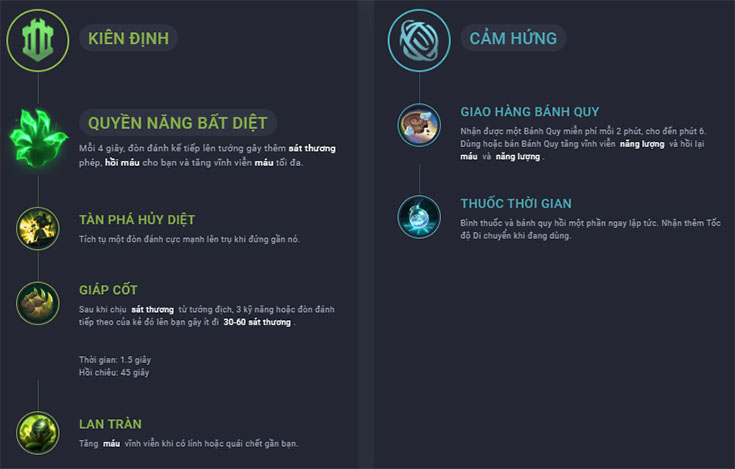 KIÊN ĐỊNH
QUYỀN NĂNG BẤT DIỆT
Mỗi 4 giây, đòn đánh kế tiếp lên tướng gây thêm sát thương
phép, hồi máu cho bạn và tăng vĩnh viễn máu tối đa.
TÀN PHÁ HỦY DIỆT
Tích tụ một đòn đánh cực mạnh lên trụ khi đứng gần nó.
GIÁP CỐT
Sau khi chịu sát thương từ tướng địch, 3 kỹ năng hoặc đòn đánh
tiếp theo của kẻ đó lên bạn gây ít đi 30-60 sát thương .
Thời gian: 1.5 giây
Hồi chiêu: 45 giây
LAN TRÀN
Tăng máu vĩnh viễn khi có lính hoặc quái chết gần bạn.
CẢM HỨNG
GIAO HÀNG BÁNH QUY
Nhận được một Bánh Quy miễn phí mỗi 2 phút, cho đến phút 6.
Dùng hoặc bán Bánh Quy tăng vĩnh viễn năng lượng và hồi lại
máu và năng lượng .
THUỐC THỜI GIAN
Bình thuốc và bánh quy hồi một phần ngay lập tức. Nhận thêm Tốc
độ Di chuyển khi đang dùng.